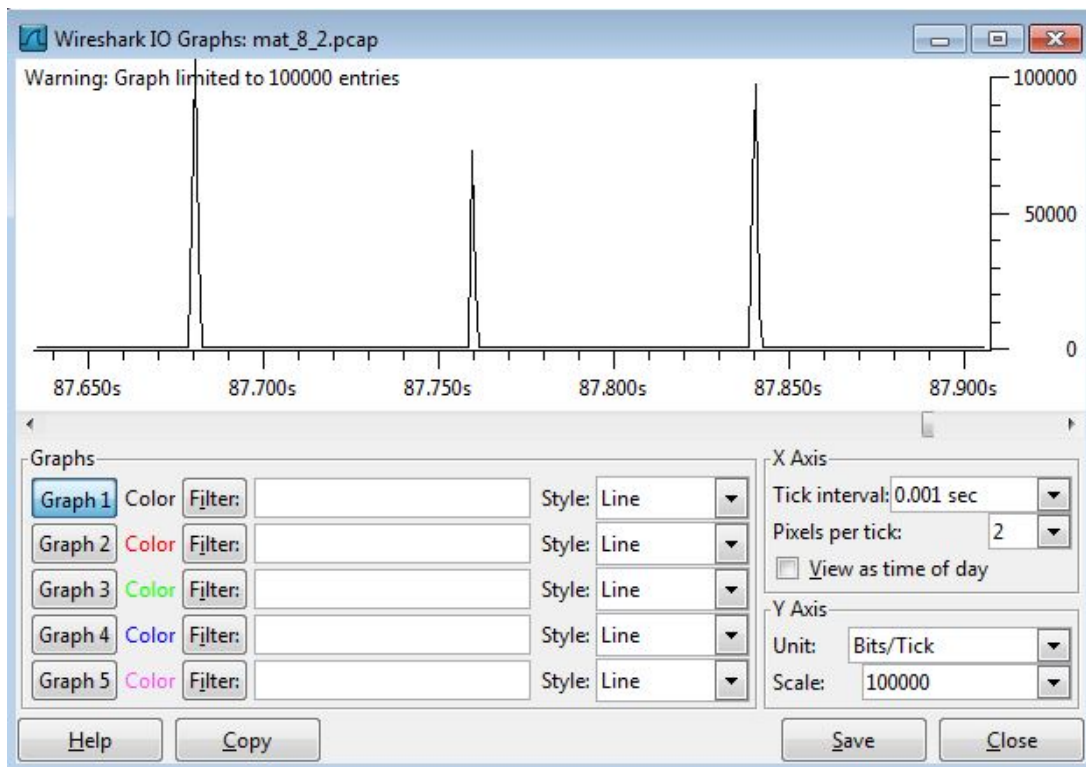 Wireshark IO Graphs: mat_8_2.pcap
Warning: Graph limited to 100000 entries
100000
50000
0
87.650s 87.700s 87.750s 87.800s 87.850s 87.900s
Graphs
Graph 1 Color Filter: Style: Line
Graph 2 Color Filter: Style: Line
Graph 3 Color Filter: Style: Line
Graph 4 Color Filter: Style: Line
Graph 5 Color Filter: Style: Line
X Axis
Tick interval: 0.001 sec
Pixels per tick: 2
View as time of day
Y Axis
Unit: Bits/Tick
Scale: 100000
Help Copy Save Close